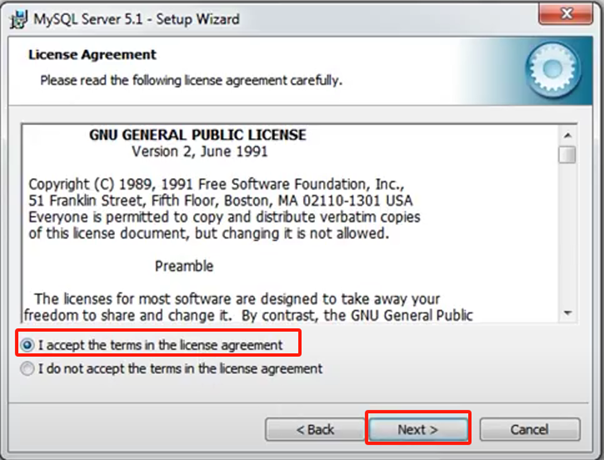 MySQL Server 5.1 - Setup Wizard
License Agreement
Please read the following license agreement carefully.
GNU GENERAL PUBLIC LICENSE
Version 2, June 1991
Copyright (C) 1989, 1991 Free Software Foundation, Inc.,
51 Franklin Street, Fifth Floor, Boston, MA 02110-1301 USA
Everyone is permitted to copy and distribute verbatim copies
of this license document, but changing it is not allowed.
Preamble
The licenses for most software are designed to take away your
freedom to share and change it. By contrast, the GNU General Public
I accept the terms in the license agreement
I do not accept the terms in the license agreement
< Back Next > Cancel